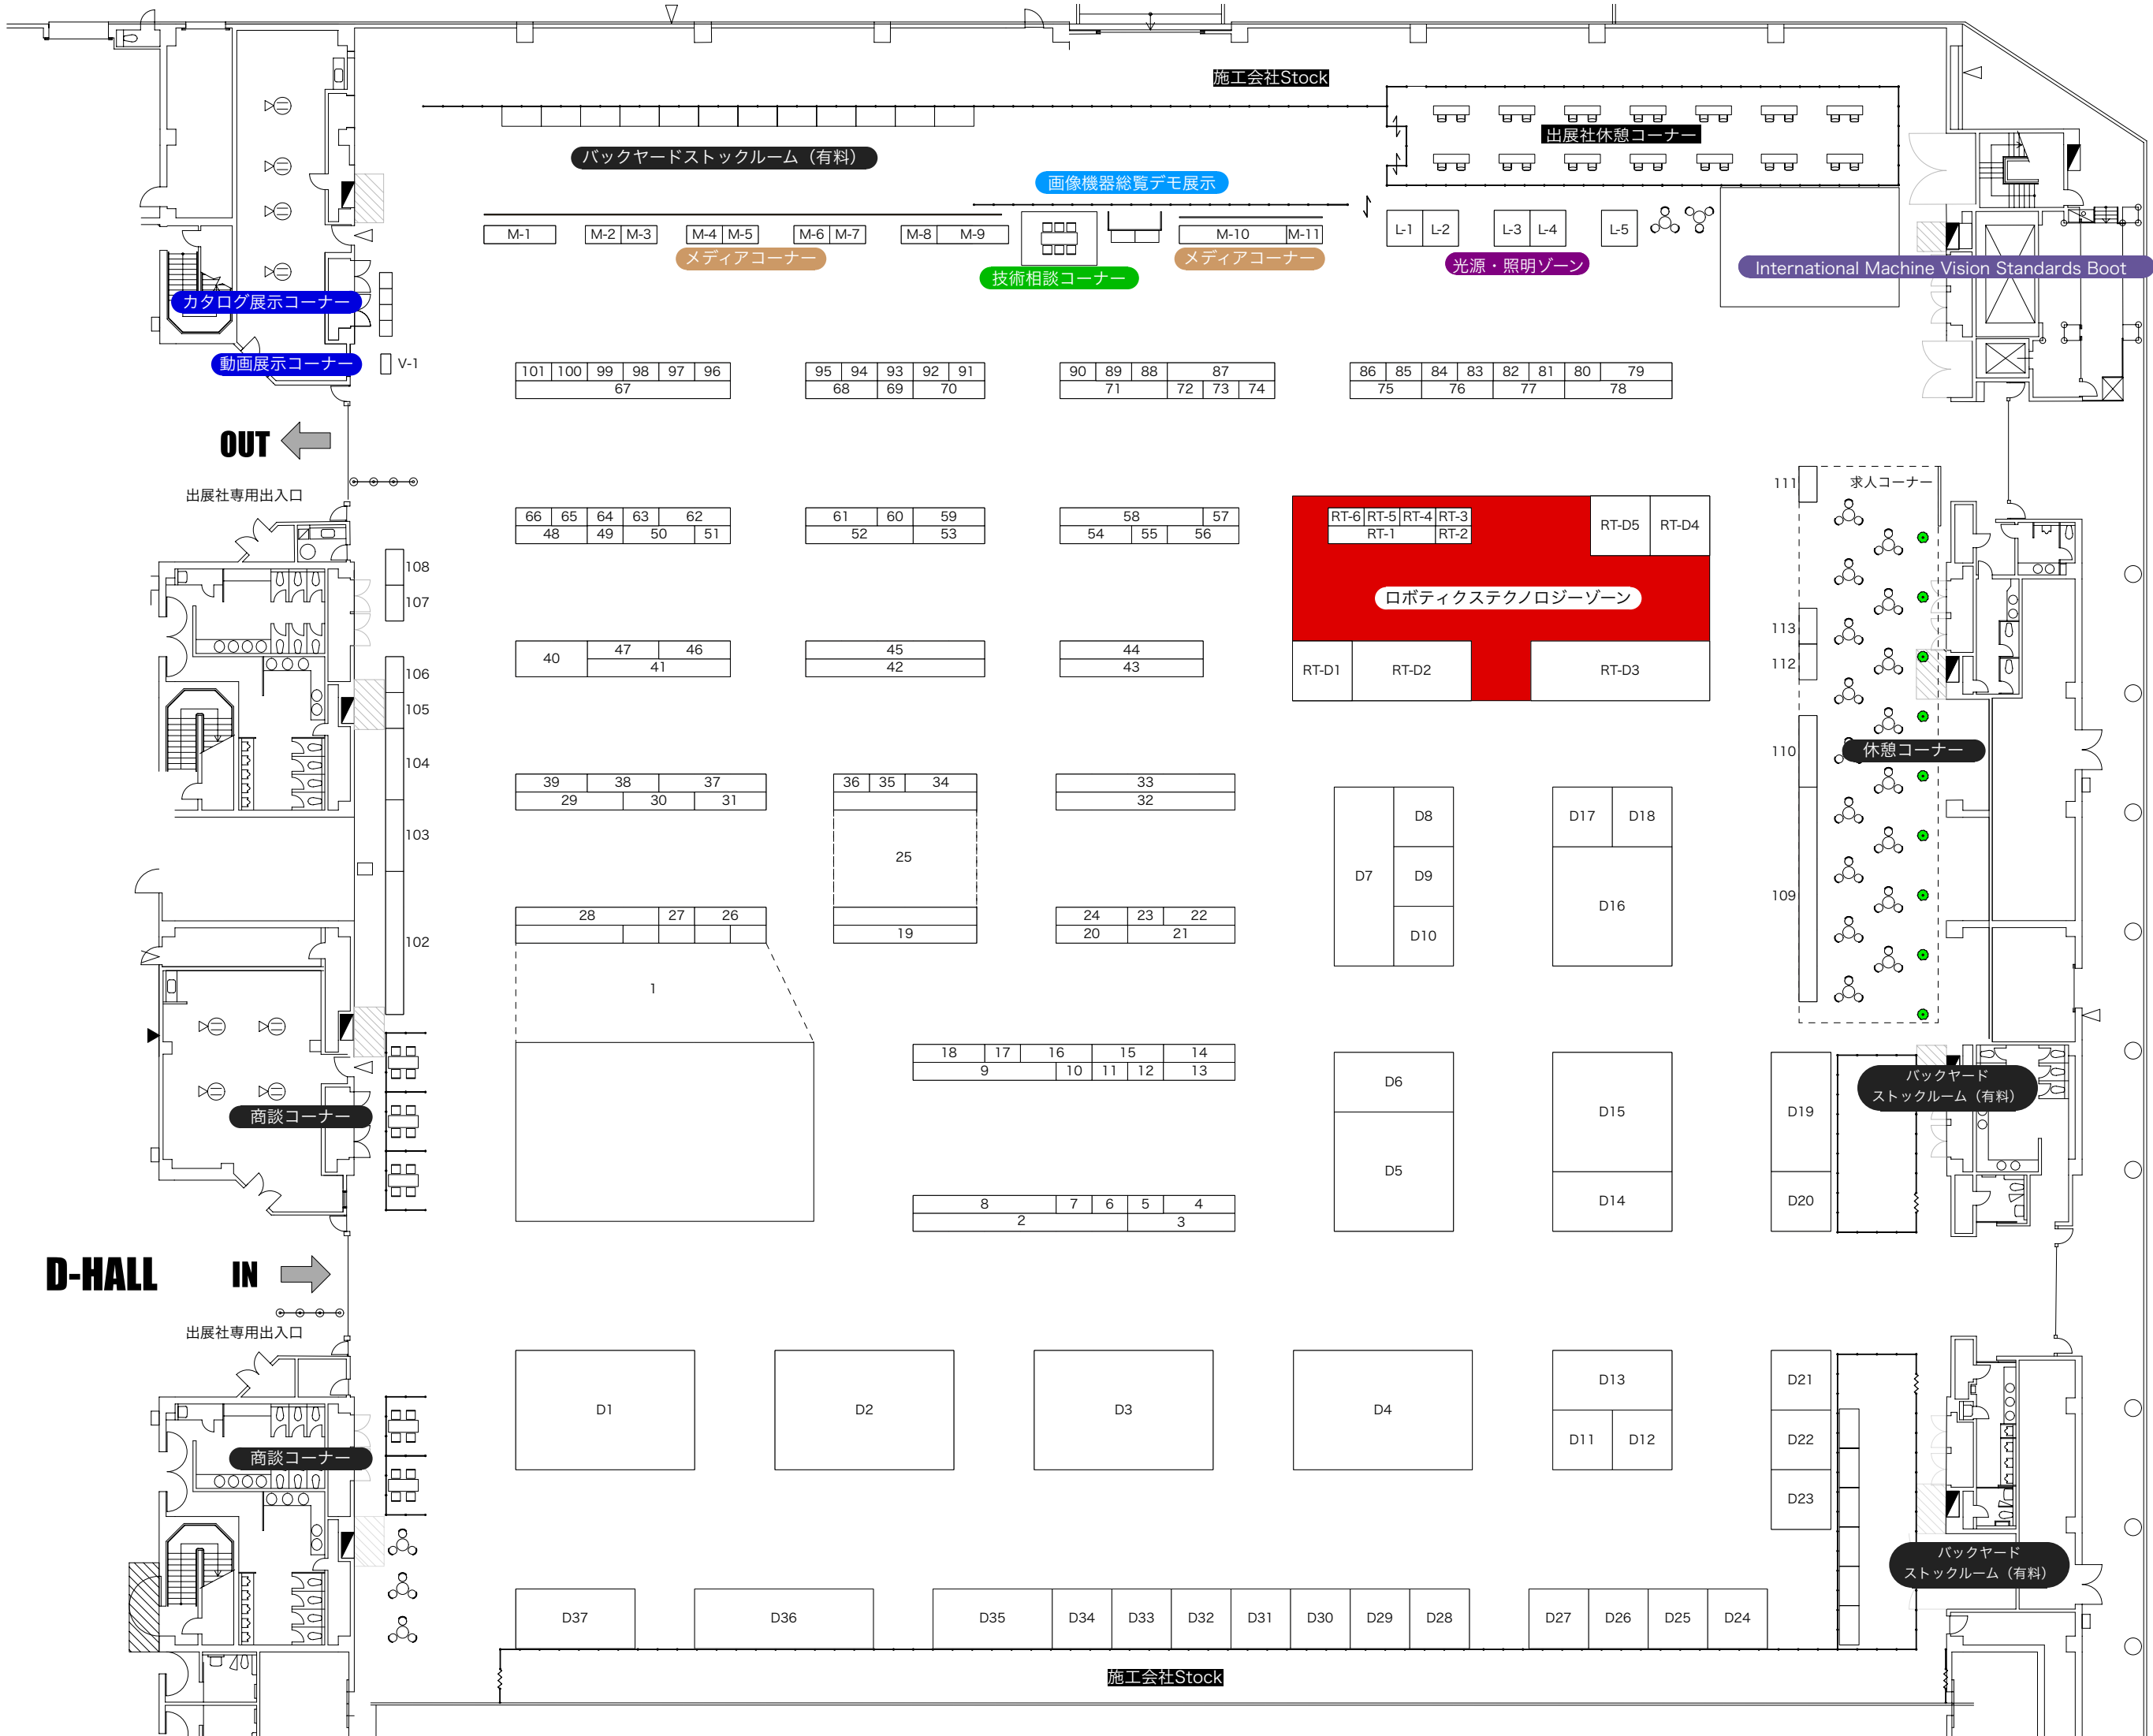 施工会社Stock
出展社休憩コーナー
バックヤードストックルーム（有料）
画像機器総覧デモ展示
M-1 M-2 M-3 M-4 M-5 M-6 M-7 M-8 M-9 M-10 M-11 L-1 L-2 L-3 L-4 L-5
メディアコーナー
技術相談コーナー
メディアコーナー
光源・照明ゾーン
International Machine Vision Standards Boot
カタログ展示コーナー
動画展示コーナー
V-1
101 100 99 98 97 96 95 94 93 92 91 90 89 88 87 86 85 84 83 82 81 80 79
67 68 69 70 71 72 73 74 75 76 77 78
OUT
出展社専用出入口
111
求人コーナー
66 65 64 63 62 61 60 59 58 57 RT-6 RT-5 RT-4 RT-3
48 49 50 51 52 53 54 55 56 RT-1 RT-2
RT-D5 RT-D4
108
107
ロボティクステクノロジーゾーン
113
112
40
47 46 45 44
41 42 43
RT-D1 RT-D2 RT-D3
106
105
104
103
102
110
休憩コーナー
109
39 38 37 36 35 34 33
29 30 31 32
25
D7
D8
D9
D10
D17 D18
D16
28 27 26 24 23 22
19 20 21
1
18 17 16 15 14
9 10 11 12 13
D6
D5
D15
D14
D19
D20
バックヤード
ストックルーム（有料）
商談コーナー
8 7 6 5 4
2 3
D-HALL
IN
出展社専用出入口
D1 D2 D3 D4
D13
D11 D12
D21
D22
D23
商談コーナー
バックヤード
ストックルーム（有料）
D37 D36 D35 D34 D33 D32 D31 D30 D29 D28 D27 D26 D25 D24
施工会社Stock